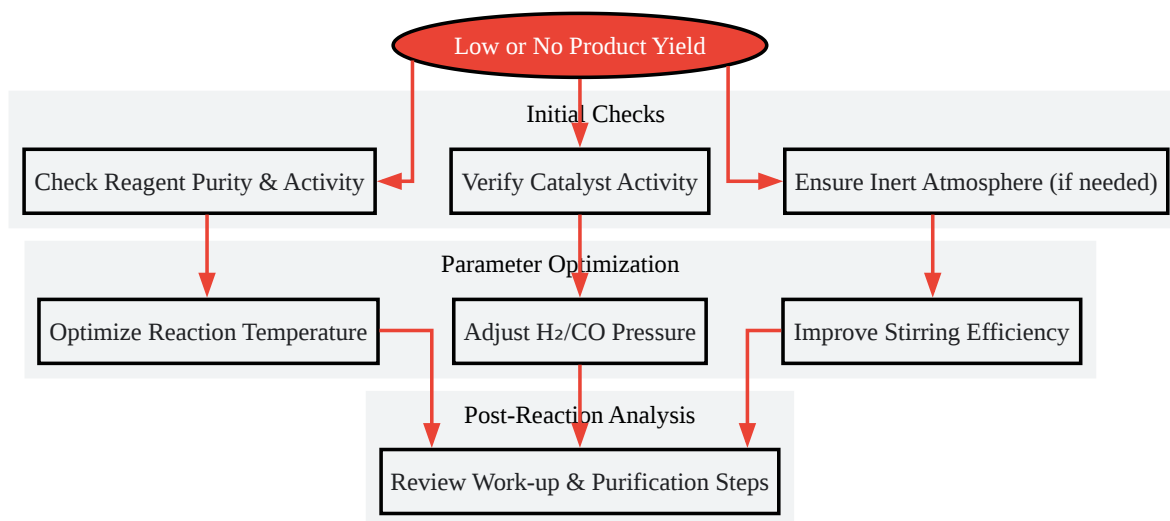 Low or No Product Yield
Initial Checks
Check Reagent Purity & Activity
Verify Catalyst Activity
Ensure Inert Atmosphere (if needed)
Parameter Optimization
Optimize Reaction Temperature
Adjust H₂/CO Pressure
Improve Stirring Efficiency
Post-Reaction Analysis
Review Work-up & Purification Steps